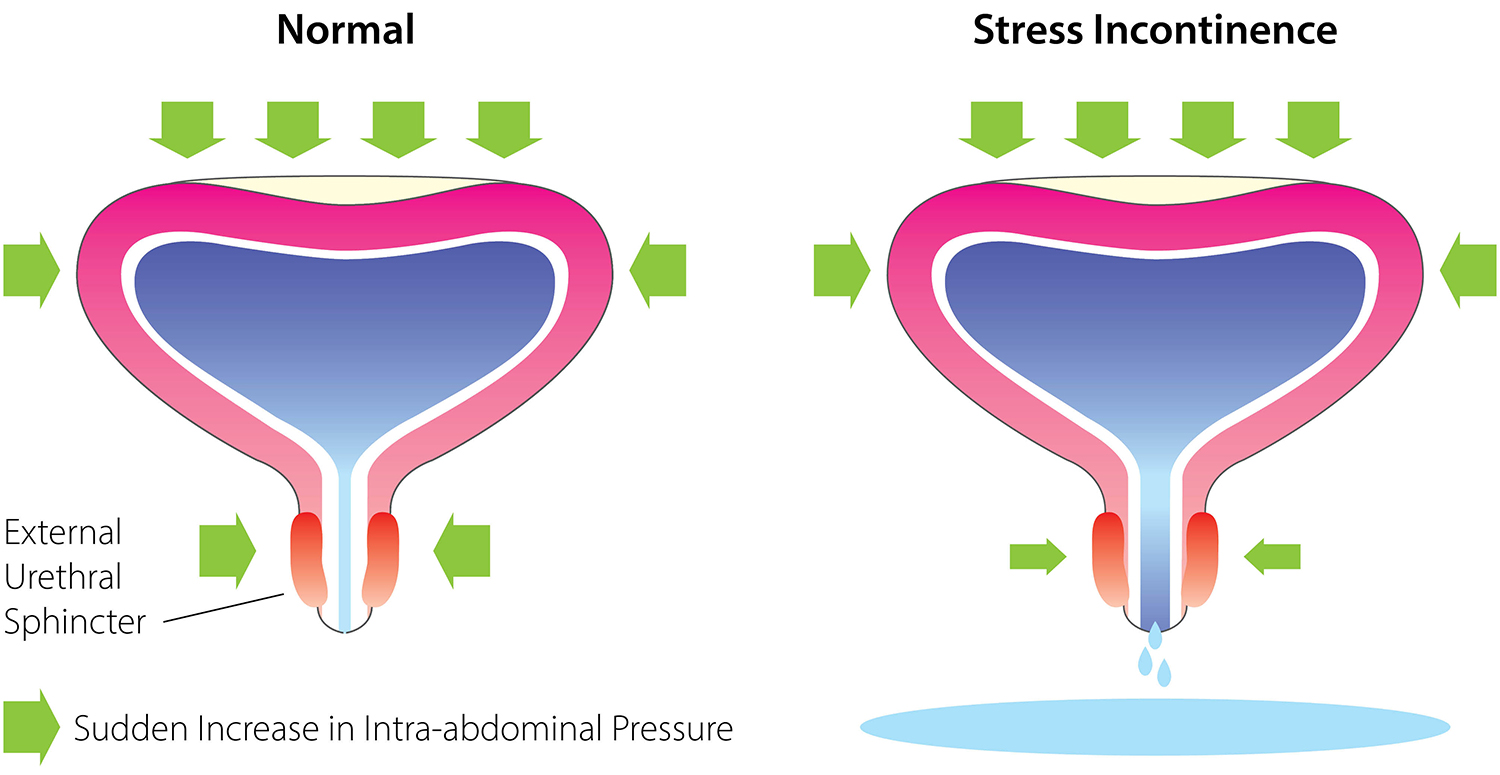 Normal
Stress Incontinence
External
Urethral
Sphincter
Sudden Increase in Intra-abdominal Pressure